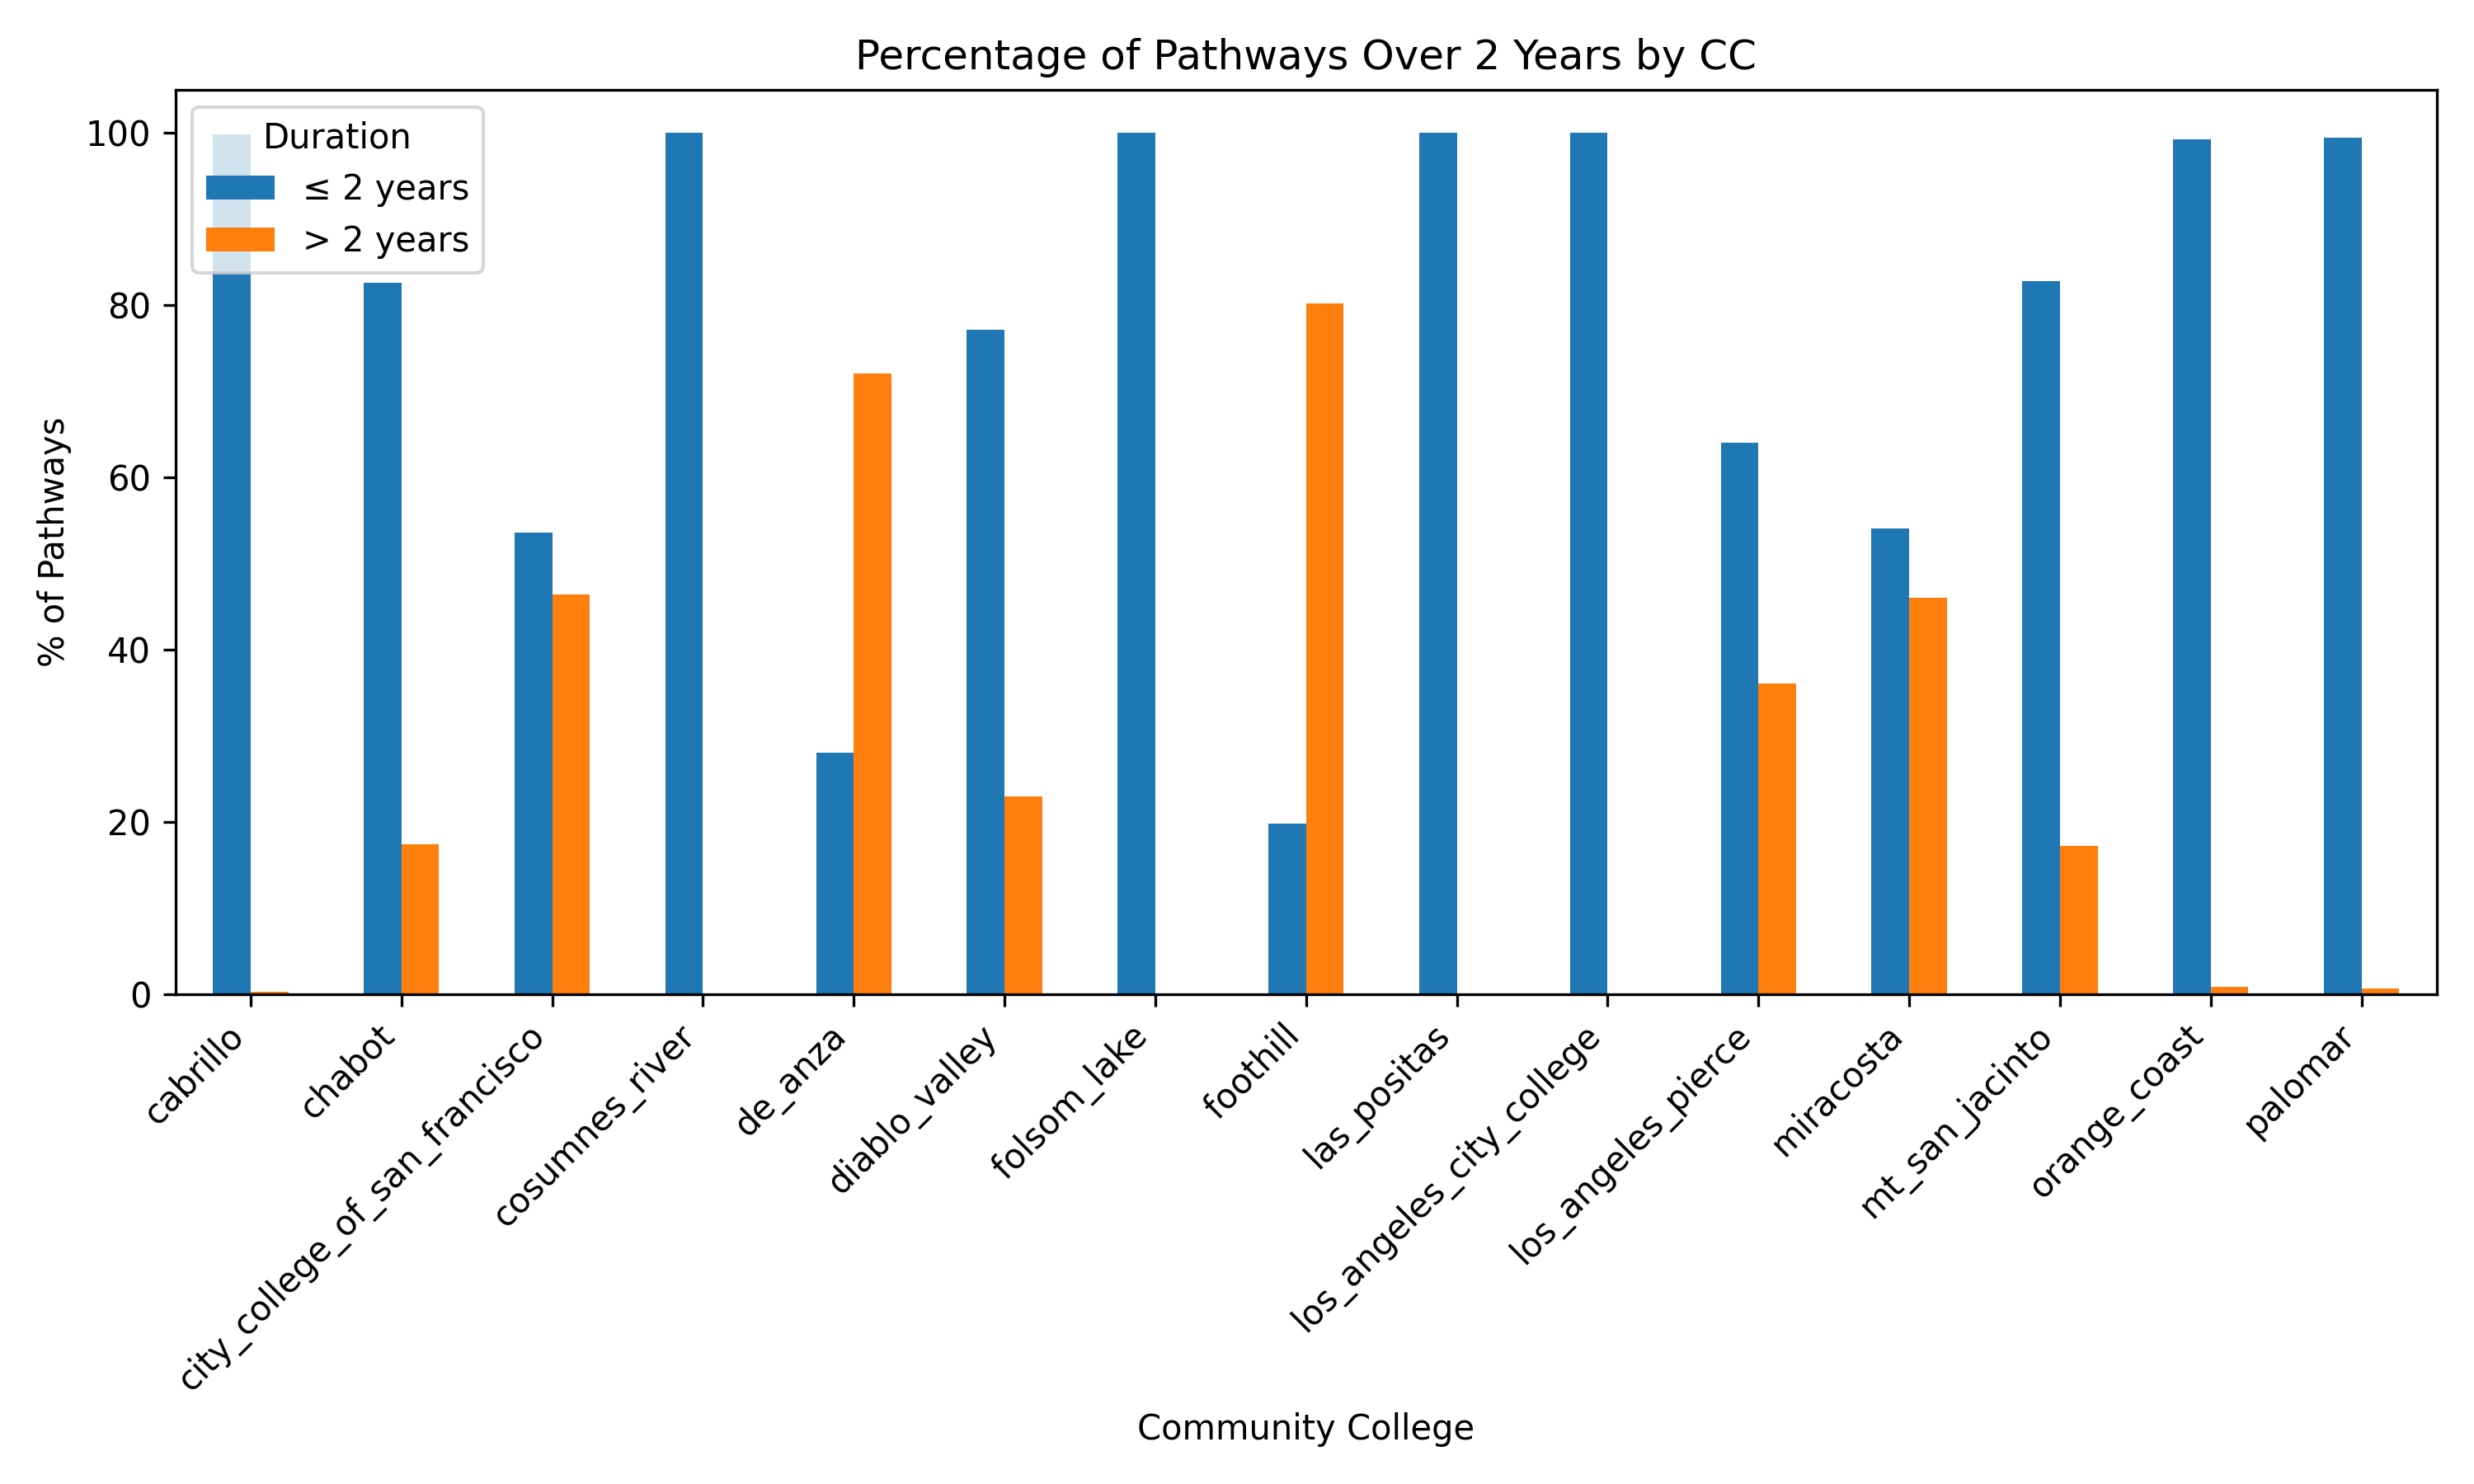 Percentage of Pathways Over 2 Years by CC
Duration
≤ 2 years
> 2 years
% of Pathways
100
80
60
40
20
0
cabrillo
chabot
city_college_of_san_francisco
cosumnes_river
de_anza
diablo_valley
folsom_lake
foothill
las_positas
los_angeles_city_college
los_angeles_pierce
miracosta
mt_san_jacinto
orange_coast
palomar
Community College